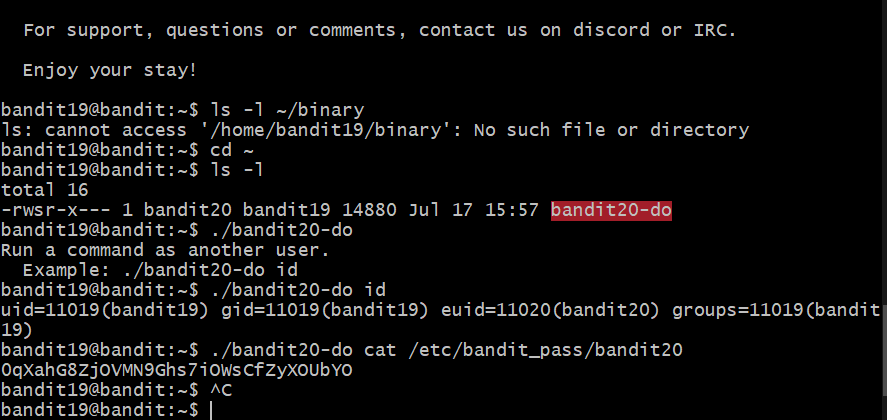 For support, questions or comments, contact us on discord or IRC.
Enjoy your stay!
bandit19@bandit:~$ ls -l ~/binary
ls: cannot access '/home/bandit19/binary': No such file or directory
bandit19@bandit:~$ cd ~
bandit19@bandit:~$ ls -l
total 16
-rwsr-x--- 1 bandit20 bandit19 14880 Jul 17 15:57 bandit20-do
bandit19@bandit:~$ ./bandit20-do
Run a command as another user.
Example: ./bandit20-do id
bandit19@bandit:~$ ./bandit20-do id
uid=11019(bandit19) gid=11019(bandit19) euid=11020(bandit20) groups=11019(bandit
19)
bandit19@bandit:~$ ./bandit20-do cat /etc/bandit_pass/bandit20
0qXahG8ZjOVMN9Ghs7iOWsCfZyXOUbYO
bandit19@bandit:~$ ^C
bandit19@bandit:~$